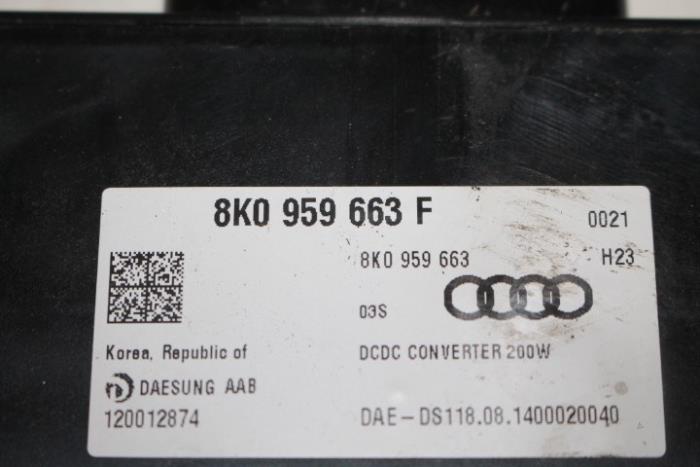 8K0 959 663 F
0021
8K0 959 663
H23
03S
Korea, Republic of
DCDC CONVERTER 200W
DAESUNG AAB
120012874
DAE-DS118.08.1400020040